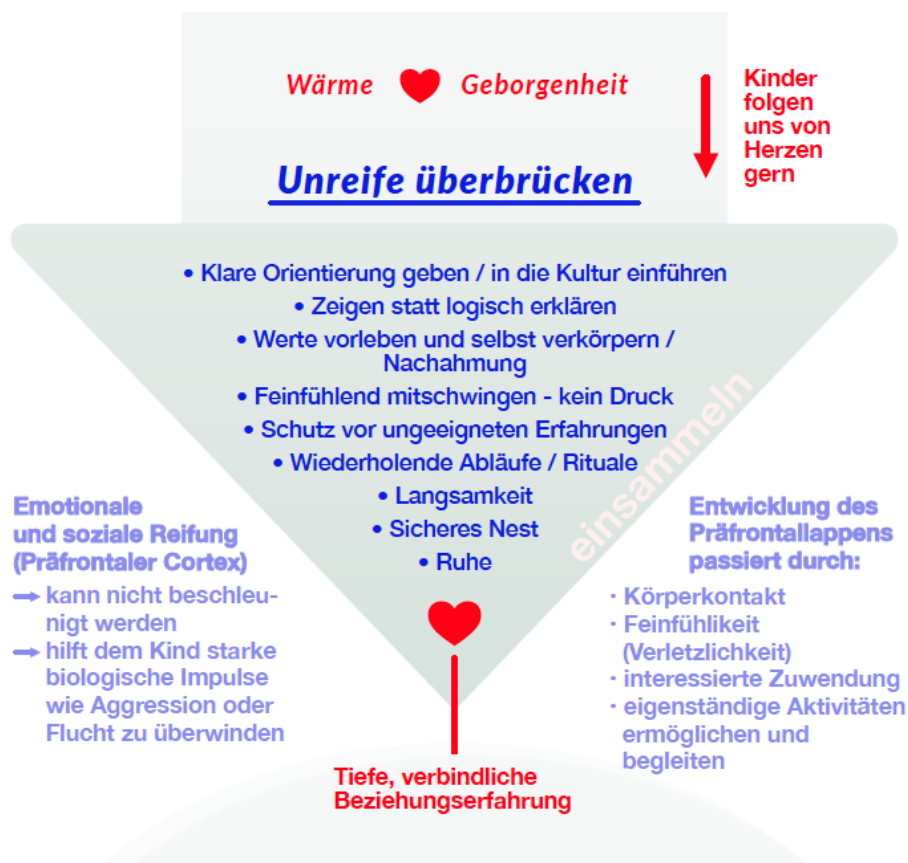 Wärme Geborgenheit
Kinder
folgen
uns von
Herzen
gern
Unreife überbrücken
• Klare Orientierung geben / in die Kultur einführen
• Zeigen statt logisch erklären
• Werte vorleben und selbst verkörpern /
Nachahmung
• Feinfühlend mitschwingen - kein Druck
• Schutz vor ungeeigneten Erfahrungen
• Wiederholende Abläufe / Rituale
• Langsamkeit
• Sicheres Nest
• Ruhe
einsammeln
Emotionale
und soziale Reifung
(Präfrontaler Cortex)
→ kann nicht beschleu-
nigt werden
→ hilft dem Kind starke
biologische Impulse
wie Aggression oder
Flucht zu überwinden
Entwicklung des
Präfrontallappens
passiert durch:
· Körperkontakt
· Feinfühlikeit
(Verletzlichkeit)
· interessierte Zuwendung
· eigenständige Aktivitäten
ermöglichen und
begleiten
Tiefe, verbindliche
Beziehungserfahrung